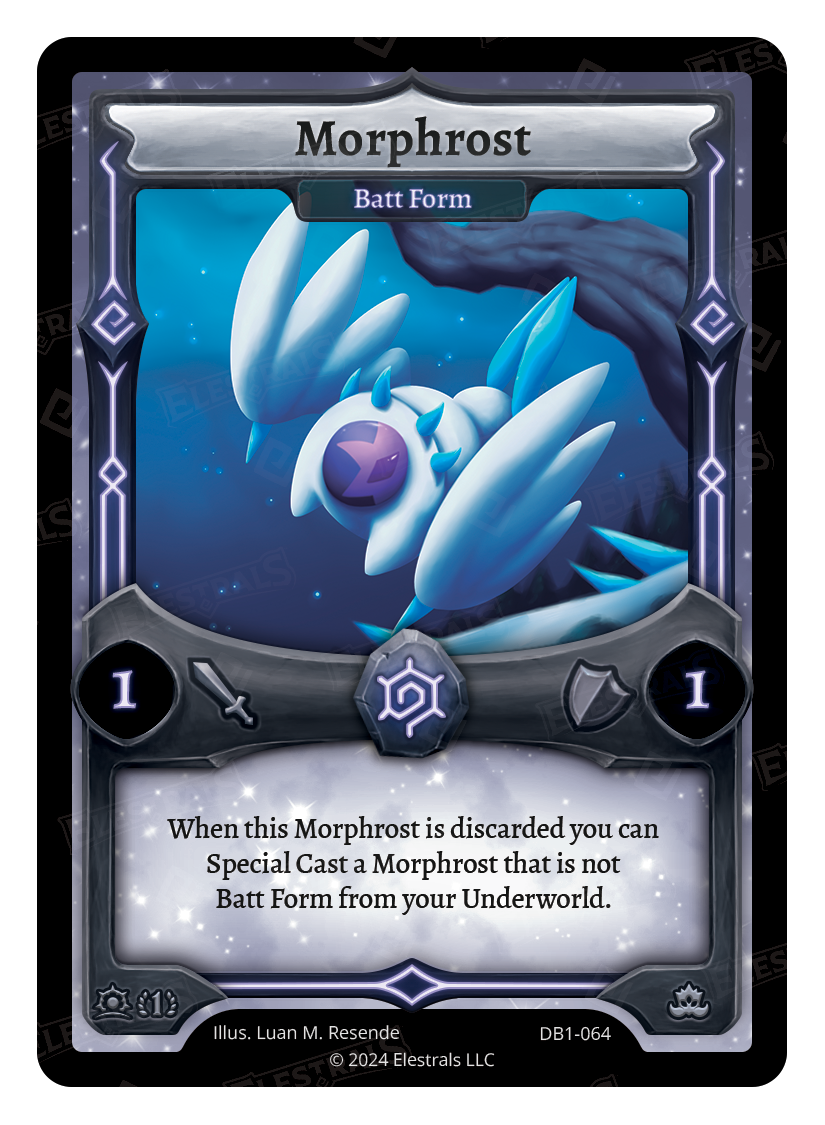 Morphrost
Batt Form
1
1
When this Morphrost is discarded you can
Special Cast a Morphrost that is not
Batt Form from your Underworld.
1
Illus. Luan M. Resende
DB1-064
© 2024 Elestrals LLC